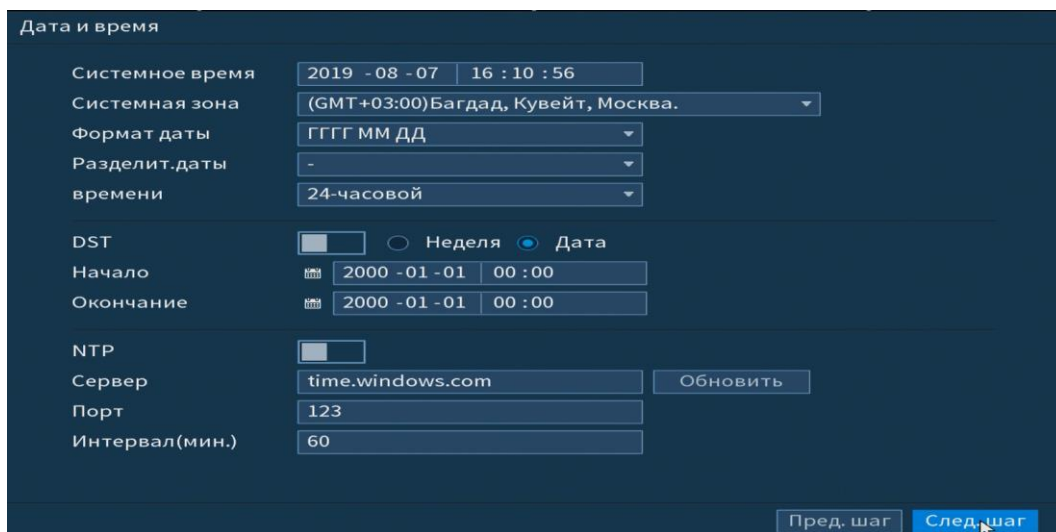 Дата и время
Системное время 2019 - 08 - 07 16 : 10 : 56
Системная зона (GMT+03:00)Багдад, Кувейт, Москва.
Формат даты ГГГГ ММ ДД
Разделит.даты -
времени 24-часовой
DST Неделя Дата
Начало 2000 - 01 - 01 00 : 00
Окончание 2000 - 01 - 01 00 : 00
NTP
Сервер time.windows.com Обновить
Порт 123
Интервал(мин.) 60
Пред. шаг След. шаг